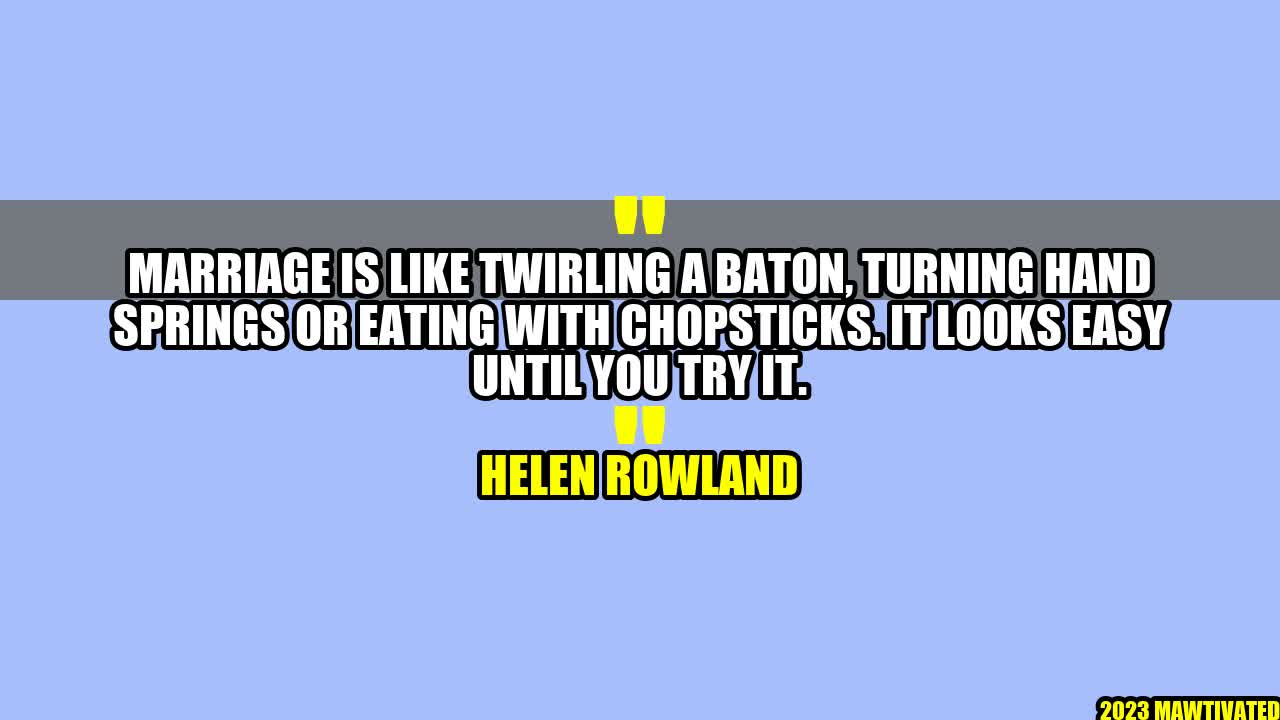 "
MARRIAGE IS LIKE TWIRLING A BATON, TURNING HAND
SPRINGS OR EATING WITH CHOPSTICKS. IT LOOKS EASY
UNTIL YOU TRY IT.
"
HELEN ROWLAND
2023 MAWTIVATED